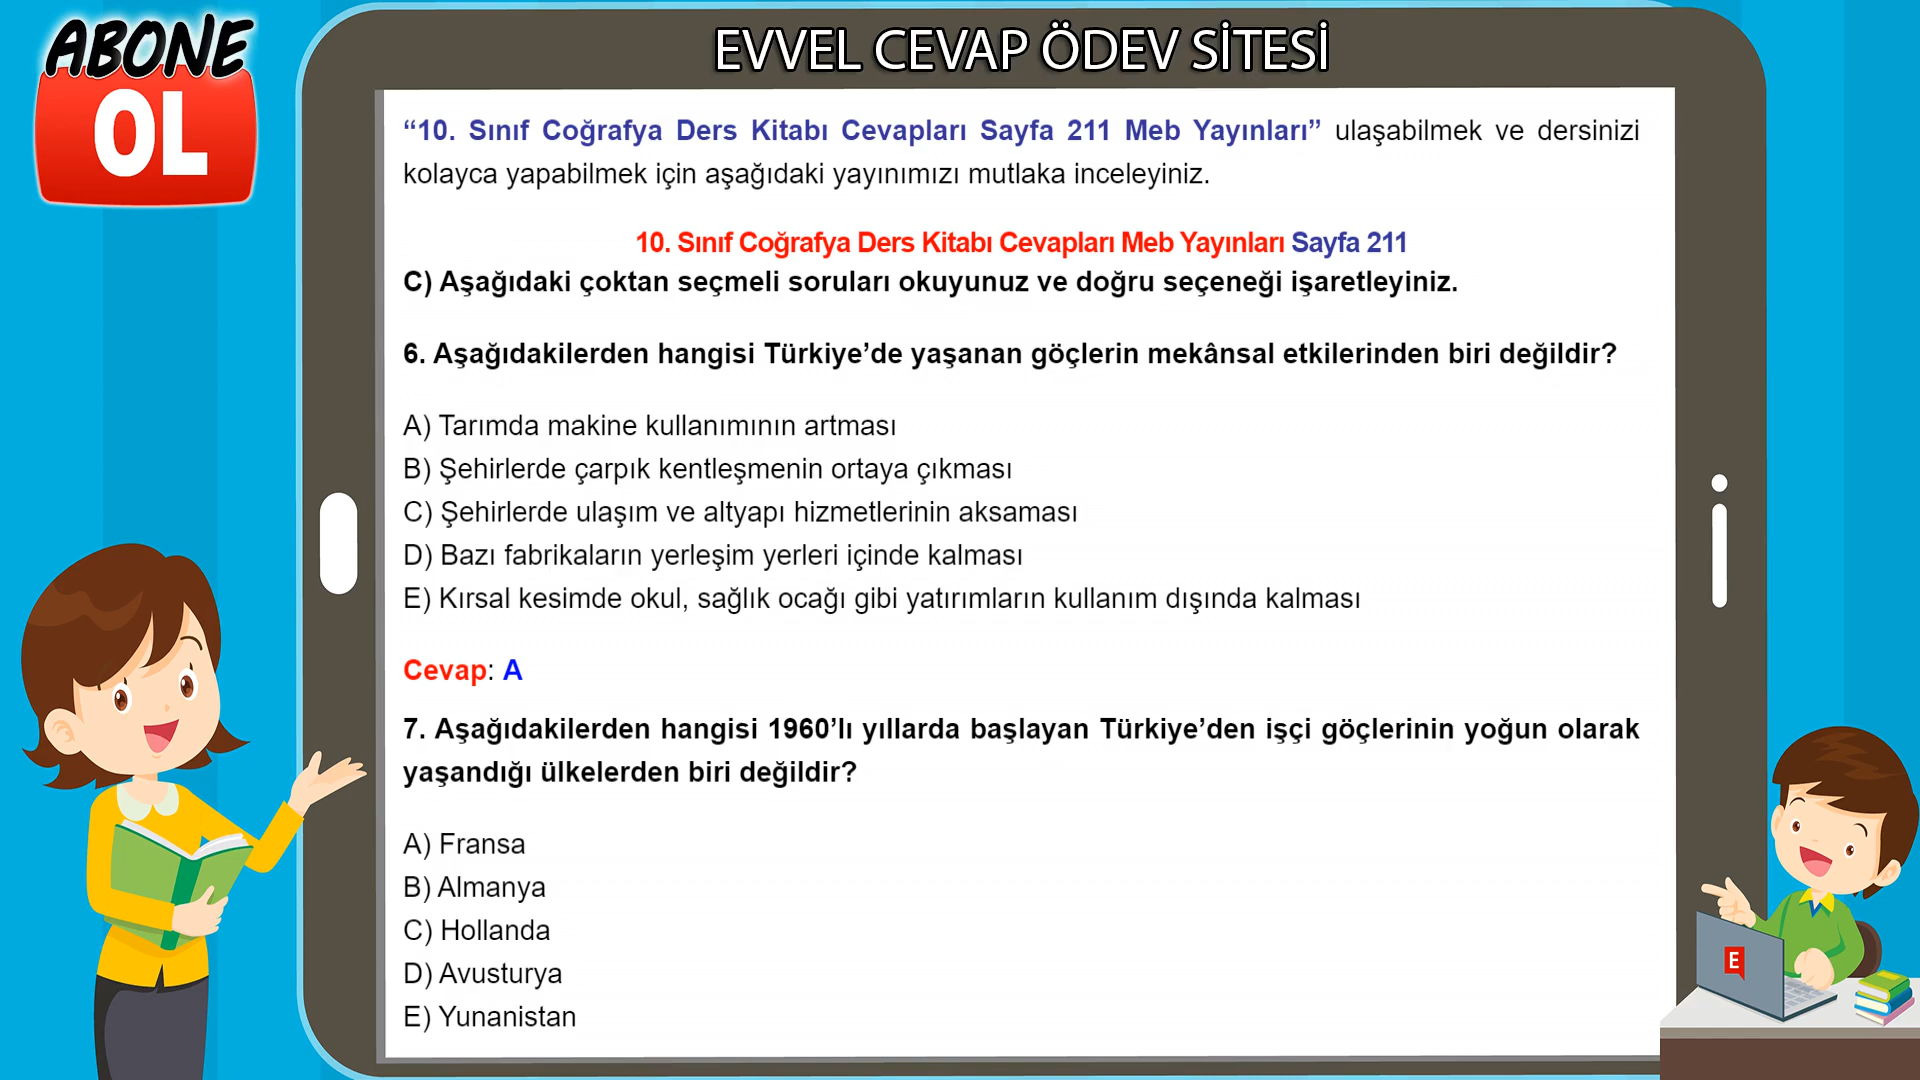 ABONE
OL
EVVEL CEVAP ÖDEV SİTESİ
“10. Sınıf Coğrafya Ders Kitabı Cevapları Sayfa 211 Meb Yayınları” ulaşabilmek ve dersinizi
kolayca yapabilmek için aşağıdaki yayınımızı mutlaka inceleyiniz.
10. Sınıf Coğrafya Ders Kitabı Cevapları Meb Yayınları Sayfa 211
C) Aşağıdaki çoktan seçmeli soruları okuyunuz ve doğru seçeneği işaretleyiniz.
6. Aşağıdakilerden hangisi Türkiye’de yaşanan göçlerin mekânsal etkilerinden biri değildir?
A) Tarımda makine kullanımının artması
B) Şehirlerde çarpık kentleşmenin ortaya çıkması
C) Şehirlerde ulaşım ve altyapı hizmetlerinin aksaması
D) Bazı fabrikaların yerleşim yerleri içinde kalması
E) Kırsal kesimde okul, sağlık ocağı gibi yatırımların kullanım dışında kalması
Cevap: A
7. Aşağıdakilerden hangisi 1960’lı yıllarda başlayan Türkiye’den işçi göçlerinin yoğun olarak
yaşandığı ülkelerden biri değildir?
A) Fransa
B) Almanya
C) Hollanda
D) Avusturya
E) Yunanistan
E